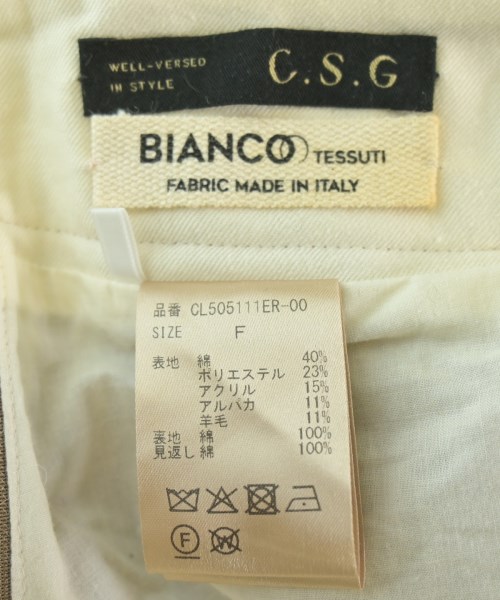 WELL-VERSED
IN STYLE
C.S.G
BIANCO TESSUTI
FABRIC MADE IN ITALY
品番 CL505111ER-00
SIZE F
表地 綿 40%
ポリエステル 23%
アクリル 15%
アルパカ 11%
羊毛 11%
裏地 綿 100%
見返し 綿 100%
F W